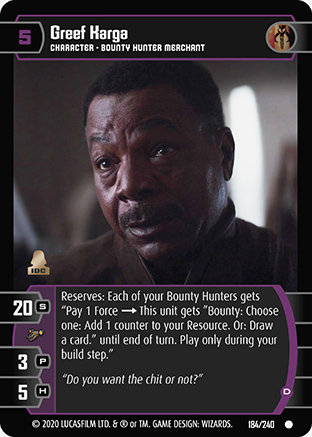 5
Greef Karga
CHARACTER - BOUNTY HUNTER MERCHANT
IDC
20 S
3 P
5 H
Reserves: Each of your Bounty Hunters gets
“Pay 1 Force → This unit gets "Bounty: Choose
one: Add 1 counter to your Resource. Or: Draw
a card." until end of turn. Play only during your
build step.”
“Do you want the chit or not?”
D
© 2020 LUCASFILM LTD. & ® or TM. GAME DESIGN: WIZARDS.
184/240